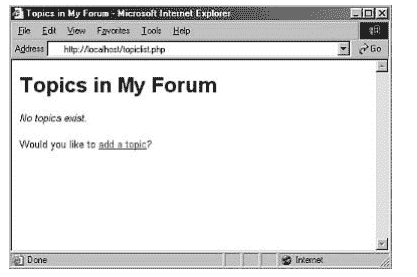 Topics in My Forum - Microsoft Internet Explorer
File Edit View Favorites Tools Help
Address http://localhost/topiclist.php Go
Topics in My Forum
No topics exist.
Would you like to add a topic?
Done Internet